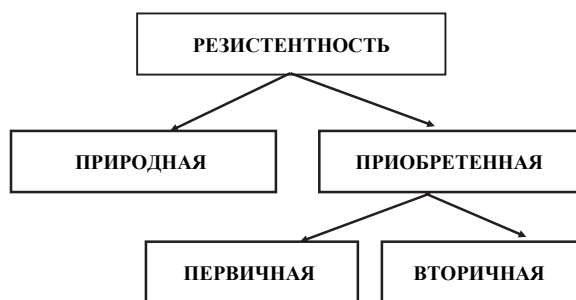 РЕЗИСТЕНТНОСТЬ
ПРИРОДНАЯ
ПРИОБРЕТЕННАЯ
ПЕРВИЧНАЯ
ВТОРИЧНАЯ